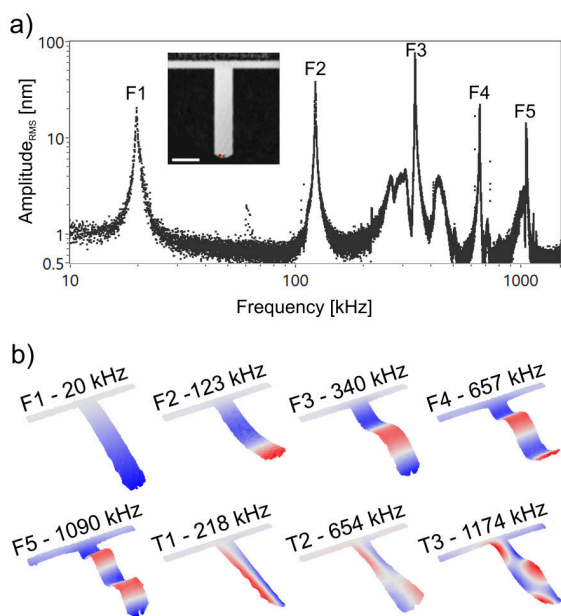 a)
100
10
1
0.5
Amplitude_RMS [nm]
F1
F2
F3
F4
F5
10
100
1000
Frequency [kHz]
b)
F1 - 20 kHz
F2 -123 kHz
F3 - 340 kHz
F4 - 657 kHz
F5 - 1090 kHz
T1 - 218 kHz
T2 - 654 kHz
T3 - 1174 kHz